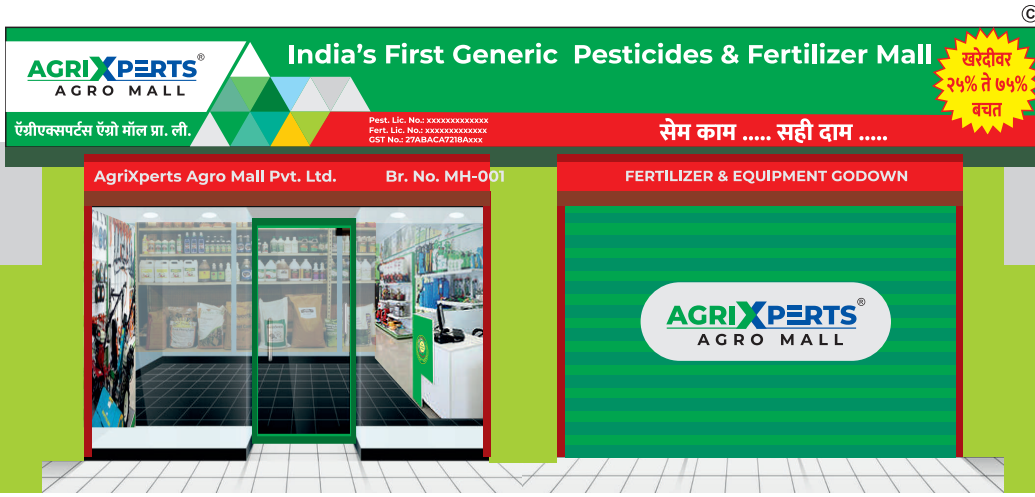 ©
India's First Generic Pesticides & Fertilizer Mall
AGRIXPERTS®
AGRO MALL
ऍग्रीएक्सपर्टस ऍग्रो मॉल प्रा. ली.
खरेदीवर
२५% ते ७५%
बचत
Pest. Lic. No.: xxxxxxxxxxxxx
Fert. Lic. No.: xxxxxxxxxxxxx
GST No.: 27ABACA7218Axxx
सेम काम ..... सही दाम .....
AgriXperts Agro Mall Pvt. Ltd. Br. No. MH-001
FERTILIZER & EQUIPMENT GODOWN
AGRIXPERTS®
AGRO MALL